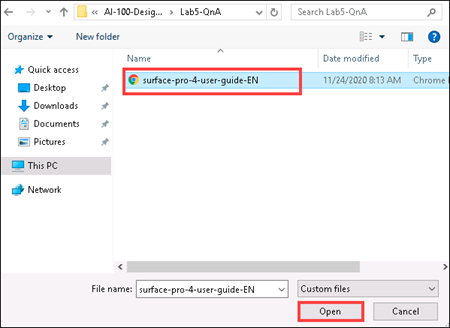 « AI-100-Design... > Lab5-QnA
Search Lab5-QnA
Organize
New folder
Name
Date modified
Type
Quick access
Desktop
Downloads
Documents
Pictures
This PC
Network
surface-pro-4-user-guide-EN
11/24/2020 8:13 AM
Chrome
File name:
surface-pro-4-user-guide-EN
Custom files
Open
Cancel